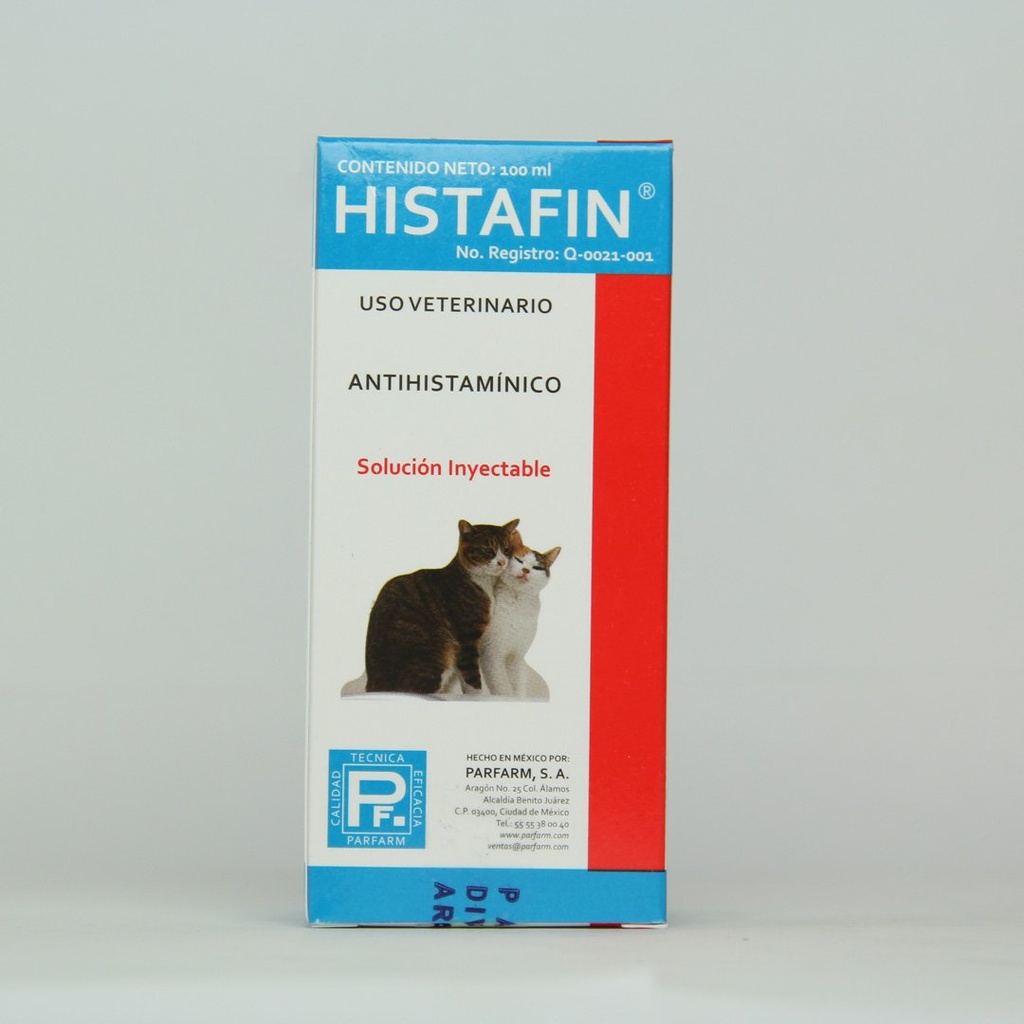 CONTENIDO NETO: 100 ml
HISTAFIN®
No. Registro: Q-0021-001
USO VETERINARIO
ANTIHISTAMÍNICO
Solución Inyectable
TECNICA
CALIDAD
PF.
EFICACIA
PARFARM
HECHO EN MÉXICO POR:
PARFARM, S. A.
Aragón No. 25 Col. Álamos
Alcaldía Benito Juárez
C.P. 03400, Ciudad de México
Tel.: 55 55 38 00 40
www.parfarm.com
ventas@parfarm.com